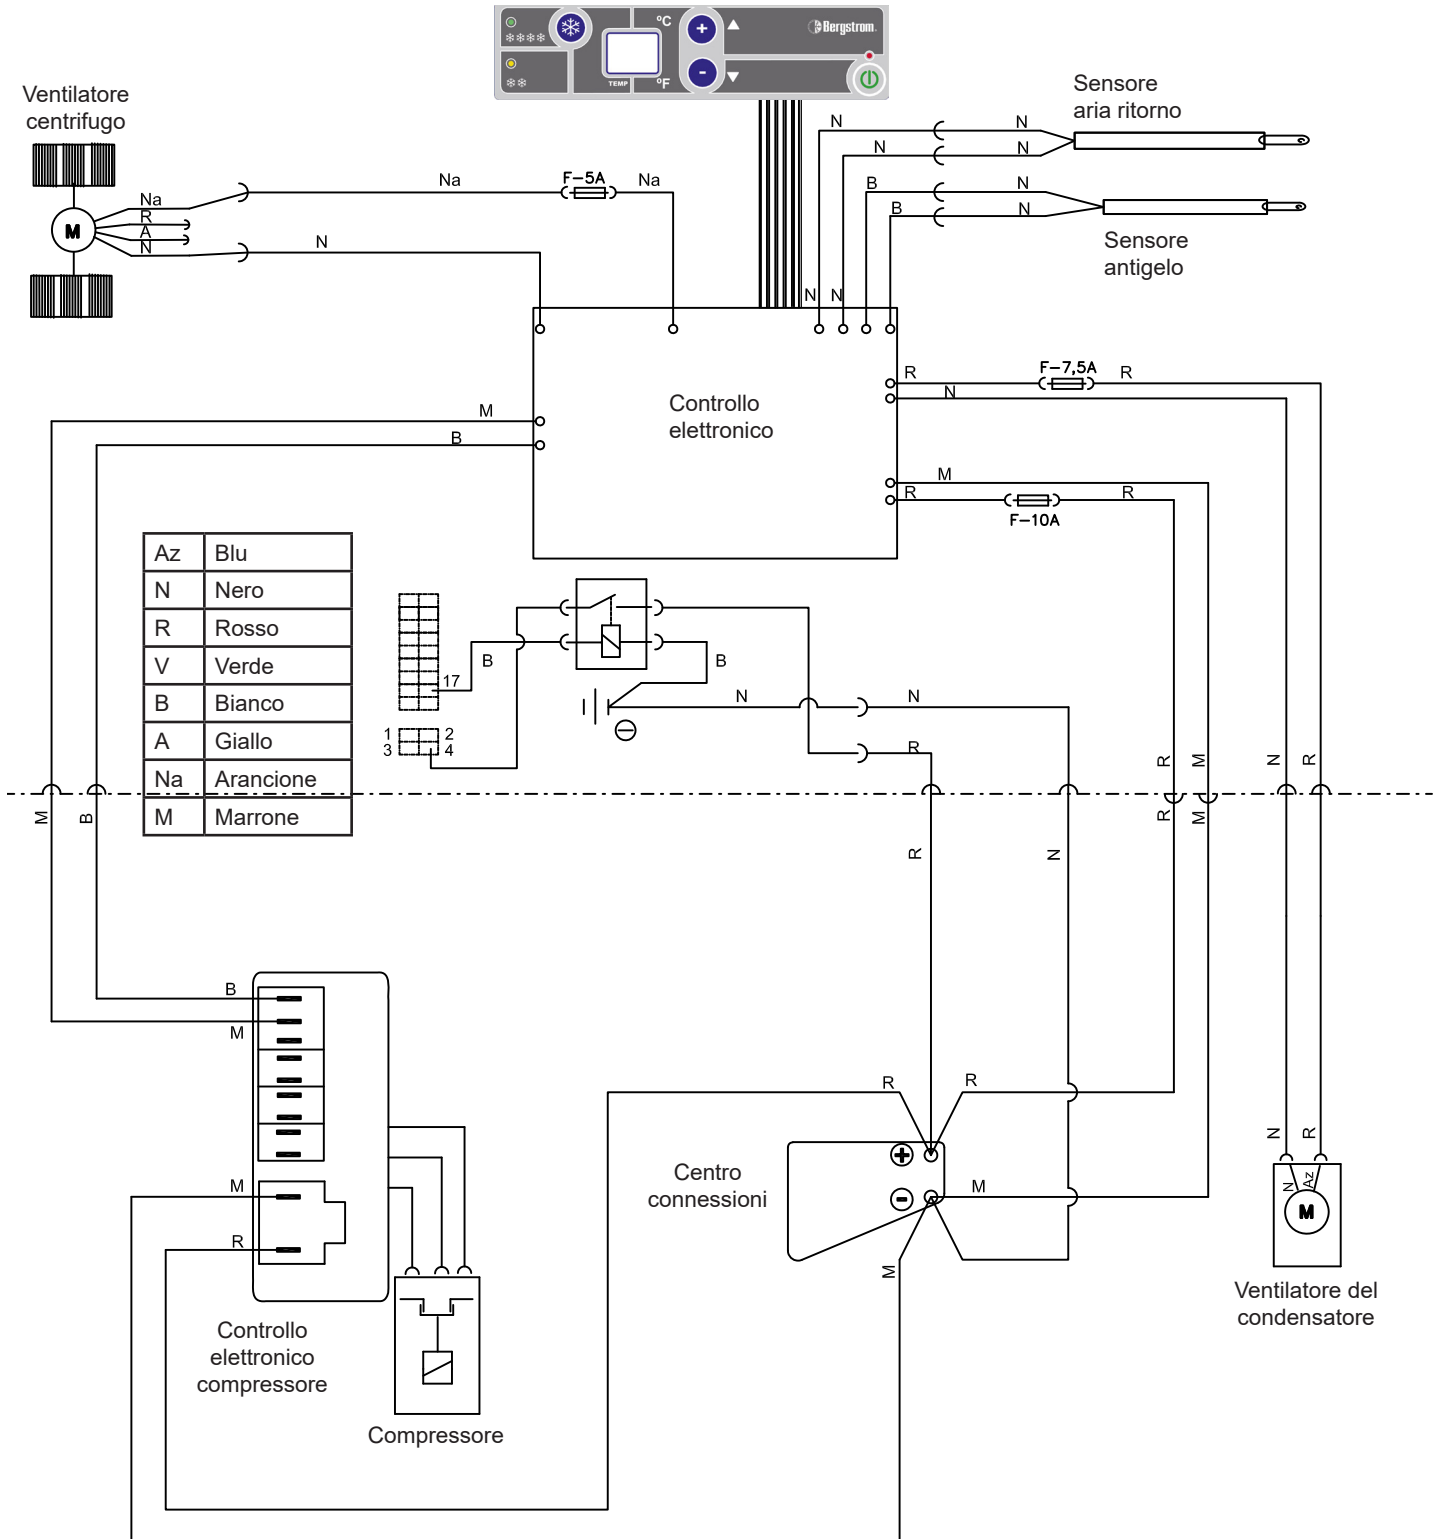 °C
+
Bergstrom
TEMP
°F
-
Ventilatore
centrifugo
Sensore
aria ritorno
N
N
N
N
Na
F-5A
Na
B
N
B
N
Na
R
A
N
M
N
Sensore
antigelo
N
N
R
F-7,5A
R
N
Controllo
elettronico
M
B
M
R
R
F-10A
Az Blu
N Nero
R Rosso
V Verde
B Bianco
A Giallo
Na Arancione
M Marrone
17
B
B
N
N
1
2
3
4
R
R
M
N
R
M
B
R
M
R
N
B
M
R
R
M
R
Centro
connessioni
+
-
M
M
N
R
N
Az
M
Ventilatore del
condensatore
Controllo
elettronico
compressore
Compressore